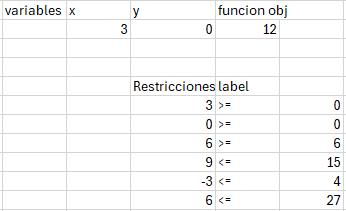 variables x y funcion obj
3 0 12
Restricciones label
3 >= 0
0 >= 0
6 >= 6
9 <= 15
-3 <= 4
6 <= 27